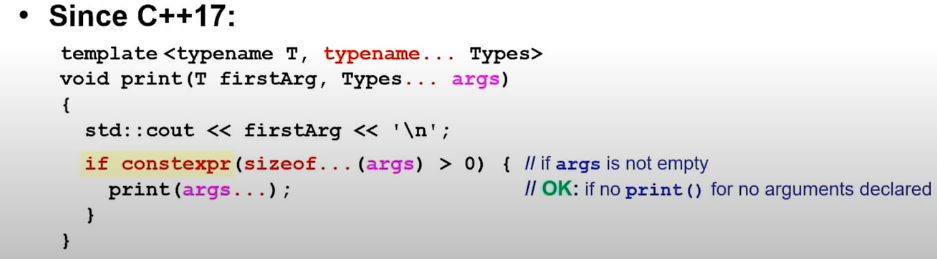 • Since C++17:
template <typename T, typename... Types>
void print(T firstArg, Types... args)
{
std::cout << firstArg << '\n';
if constexpr(sizeof...(args) > 0) { // if args is not empty
print(args...); // OK: if no print() for no arguments declared
}
}